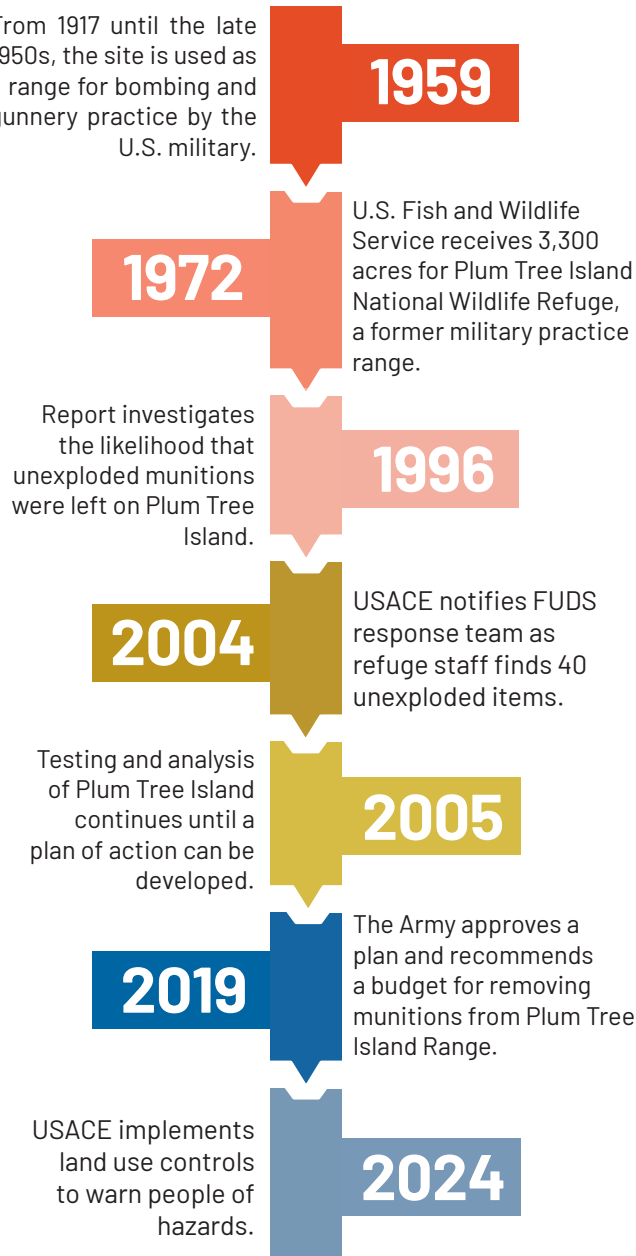 From 1917 until the late
1950s, the site is used as
range for bombing and
gunnery practice by the
U.S. military.
1959
1972
U.S. Fish and Wildlife
Service receives 3,300
acres for Plum Tree Island
National Wildlife Refuge,
a former military practice
range.
Report investigates
the likelihood that
unexploded munitions
were left on Plum Tree
Island.
1996
2004
USACE notifies FUDS
response team as
refuge staff finds 40
unexploded items.
Testing and analysis
of Plum Tree Island
continues until a
plan of action can be
developed.
2005
2019
The Army approves a
plan and recommends
a budget for removing
munitions from Plum Tree
Island Range.
USACE implements
land use controls
to warn people of
hazards.
2024